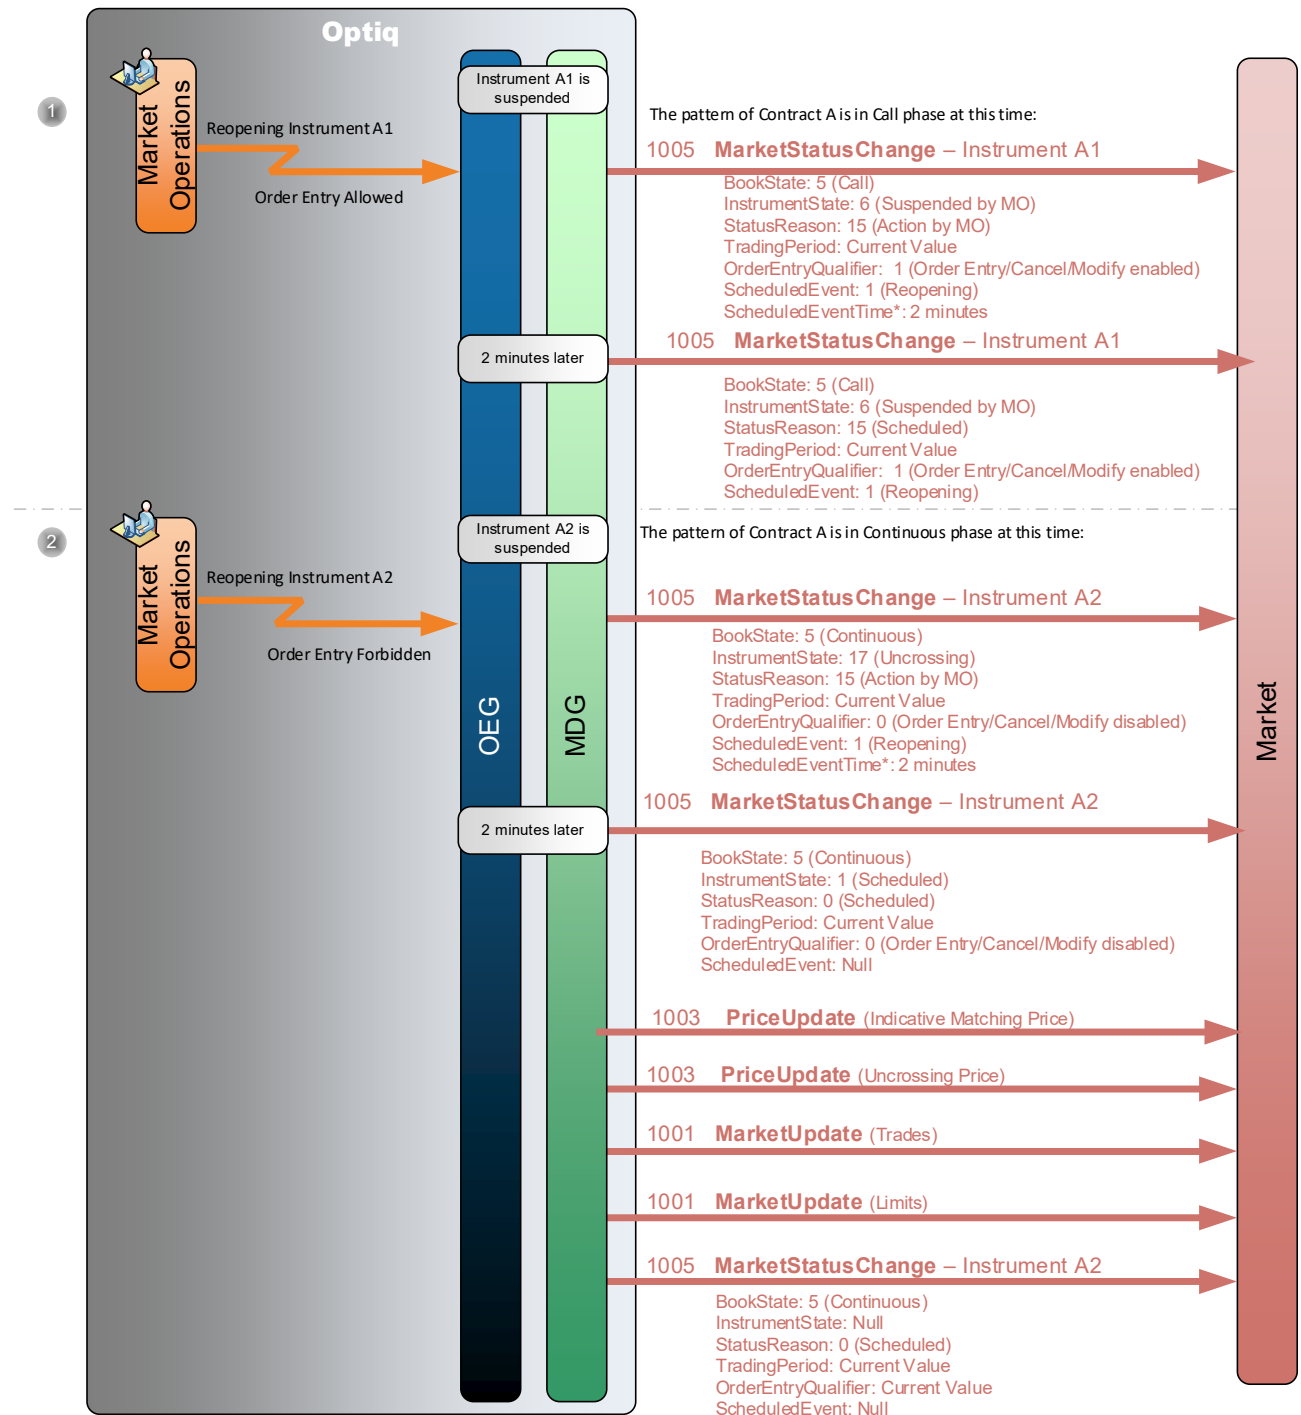 Optiq
Instrument A1 is
suspended
1
Market
Operations
Reopening Instrument A1
Order Entry Allowed
The pattern of Contract A is in Call phase at this time:
1005 MarketStatusChange – Instrument A1
BookState: 5 (Call)
InstrumentState: 6 (Suspended by MO)
StatusReason: 15 (Action by MO)
TradingPeriod: Current Value
OrderEntryQualifier: 1 (Order Entry/Cancel/Modify enabled)
ScheduledEvent: 1 (Reopening)
ScheduledEventTime*: 2 minutes
2 minutes later
1005 MarketStatusChange – Instrument A1
BookState: 5 (Call)
InstrumentState: 6 (Suspended by MO)
StatusReason: 15 (Scheduled)
TradingPeriod: Current Value
OrderEntryQualifier: 1 (Order Entry/Cancel/Modify enabled)
ScheduledEvent: 1 (Reopening)
2
Market
Operations
Reopening Instrument A2
Order Entry Forbidden
Instrument A2 is
suspended
The pattern of Contract A is in Continuous phase at this time:
1005 MarketStatusChange – Instrument A2
BookState: 5 (Continuous)
InstrumentState: 17 (Uncrossing)
StatusReason: 15 (Action by MO)
TradingPeriod: Current Value
OrderEntryQualifier: 0 (Order Entry/Cancel/Modify disabled)
ScheduledEvent: 1 (Reopening)
ScheduledEventTime*: 2 minutes
OEG
MDG
Market
2 minutes later
1005 MarketStatusChange – Instrument A2
BookState: 5 (Continuous)
InstrumentState: 1 (Scheduled)
StatusReason: 0 (Scheduled)
TradingPeriod: Current Value
OrderEntryQualifier: 0 (Order Entry/Cancel/Modify disabled)
ScheduledEvent: Null
1003 PriceUpdate (Indicative Matching Price)
1003 PriceUpdate (Uncrossing Price)
1001 MarketUpdate (Trades)
1001 MarketUpdate (Limits)
1005 MarketStatusChange – Instrument A2
BookState: 5 (Continuous)
InstrumentState: Null
StatusReason: 0 (Scheduled)
TradingPeriod: Current Value
OrderEntryQualifier: Current Value
ScheduledEvent: Null